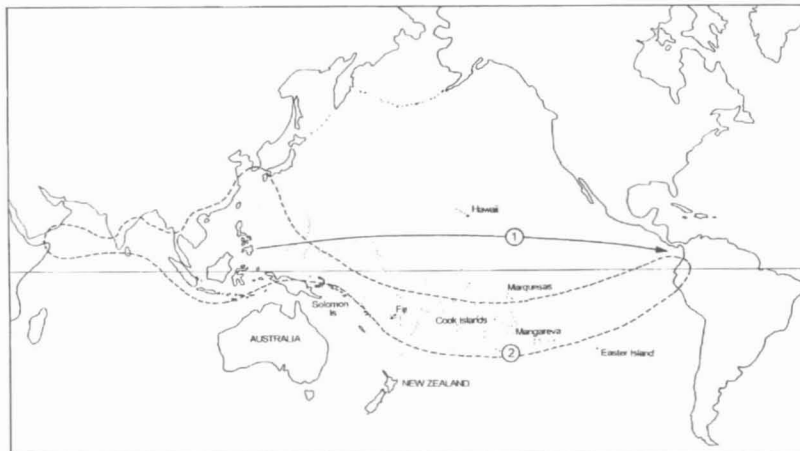 Hawaii
1
Marquesas
Solomon
Is
Fiji
Cook Islands
Mangareva
AUSTRALIA
2
Easter Island
NEW ZEALAND